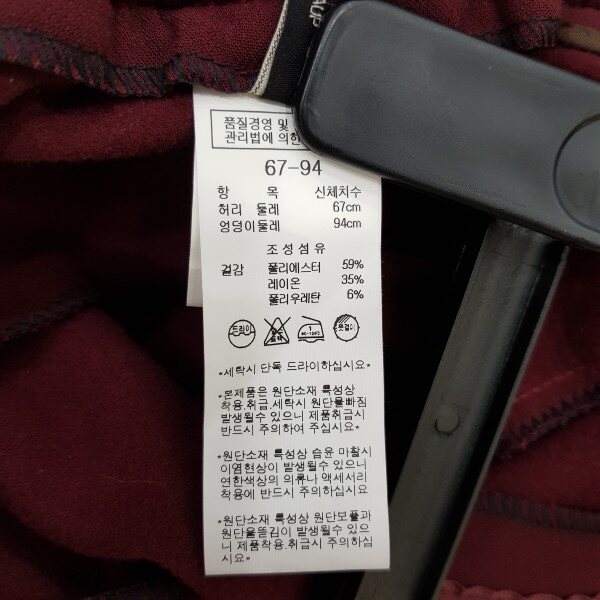 품질경영 및
관리법에 의한
67-94
항 목 신체치수
허리 둘레 67cm
엉덩이둘레 94cm
조성섬유
겉감 폴리에스터 59%
레이온 35%
폴리우레탄 6%
드라이 옷걸이
*세탁시 단독 드라이하십시요*
*본제품은 원단소재 특성상
착용.취급.세탁시 원단물빠짐
발생될수 있으니 제품취급시
반드시 주의하여 주십시요*
*원단소재 특성상 습윤 마찰시
이염현상이 발생될수 있으니
연한색상의 의류나 액세서리
착용에 반드시 주의하십시요*
*원단소재 특성상 원단보풀과
원단올뜯김이 발생될수 있으
니 제품착용.취급시 주의하십시요*